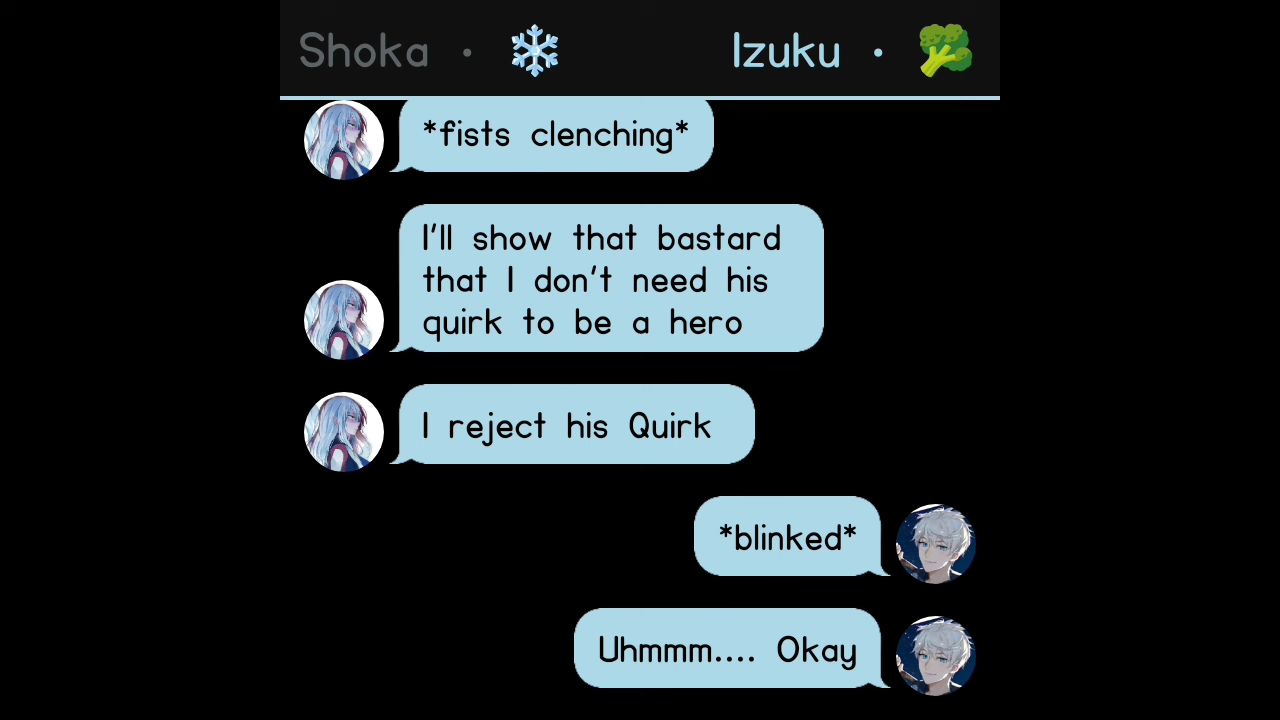 Shoka • Izuku •
*fists clenching*
I'll show that bastard
that I don't need his
quirk to be a hero
I reject his Quirk
*blinked*
Uhmmm.... Okay